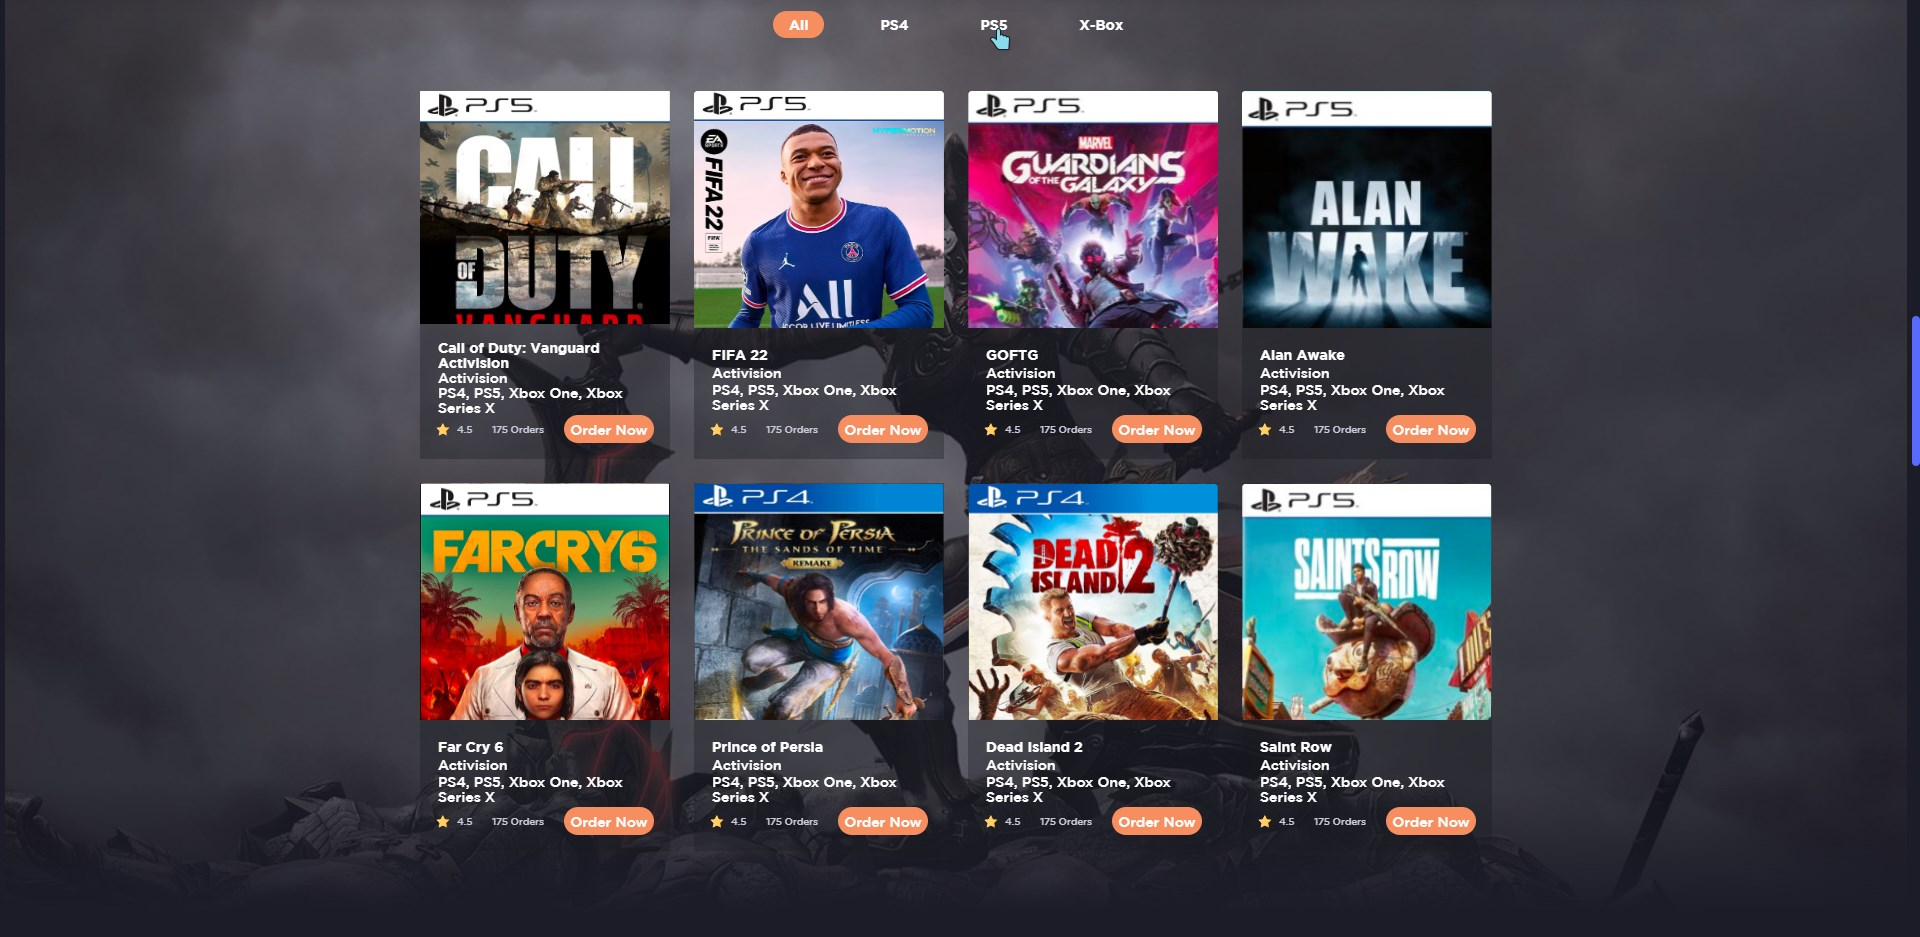 All
PS4
PS5
X-Box
PS5
CALL
OF DUTY
VANGUARD
Call of Duty: Vanguard
Activision
Activision
PS4, PS5, Xbox One, Xbox
Series X
4.5
175 Orders
Order Now
PS5
HYPERMOTION
EA
SPORTS
FIFA 22
FIFA
ALL
FIFA 22
Activision
PS4, PS5, Xbox One, Xbox
Series X
4.5
175 Orders
Order Now
PS5
MARVEL
GUARDIANS
OF THE GALAXY
GOFTG
Activision
PS4, PS5, Xbox One, Xbox
Series X
4.5
175 Orders
Order Now
PS5
ALAN
WAKE
Alan Awake
Activision
PS4, PS5, Xbox One, Xbox
Series X
4.5
175 Orders
Order Now
PS5
FARCRY6
Far Cry 6
Activision
PS4, PS5, Xbox One, Xbox
Series X
4.5
175 Orders
Order Now
PS4
PRINCE OF PERSIA
THE SANDS OF TIME
REMAKE
Prince of Persia
Activision
PS4, PS5, Xbox One, Xbox
Series X
4.5
175 Orders
Order Now
PS4
DEAD
ISLAND 2
Dead Island 2
Activision
PS4, PS5, Xbox One, Xbox
Series X
4.5
175 Orders
Order Now
PS5
SAINTS ROW
Saint Row
Activision
PS4, PS5, Xbox One, Xbox
Series X
4.5
175 Orders
Order Now